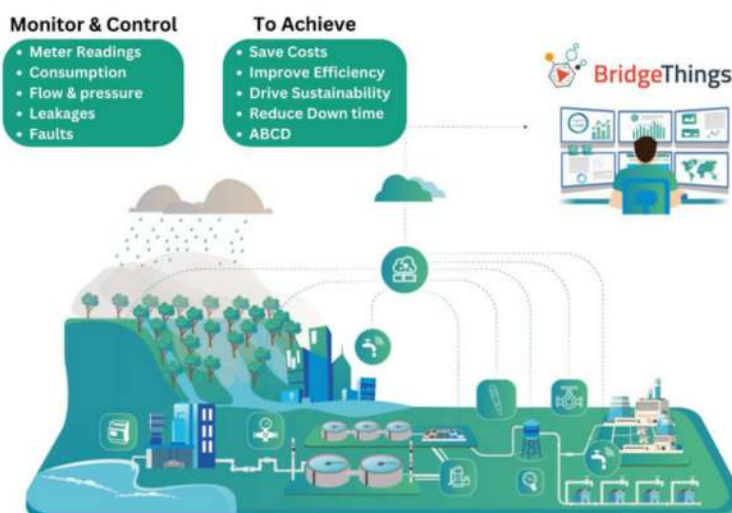 Monitor & Control
• Meter Readings
• Consumption
• Flow & pressure
• Leakages
• Faults
To Achieve
• Save Costs
• Improve Efficiency
• Drive Sustainability
• Reduce Down time
• ABCD
BridgeThings